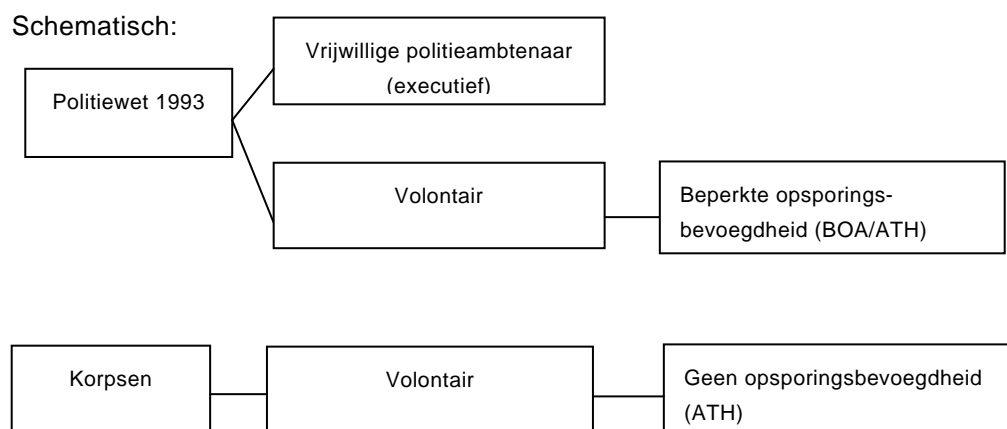 Schematisch:
Politiewet 1993
Vrijwillige politieambtenaar
(executief)
Volontair
Beperkte opsporings-
bevoegdheid (BOA/ATH)
Korpsen
Volontair
Geen opsporingsbevoegdheid
(ATH)